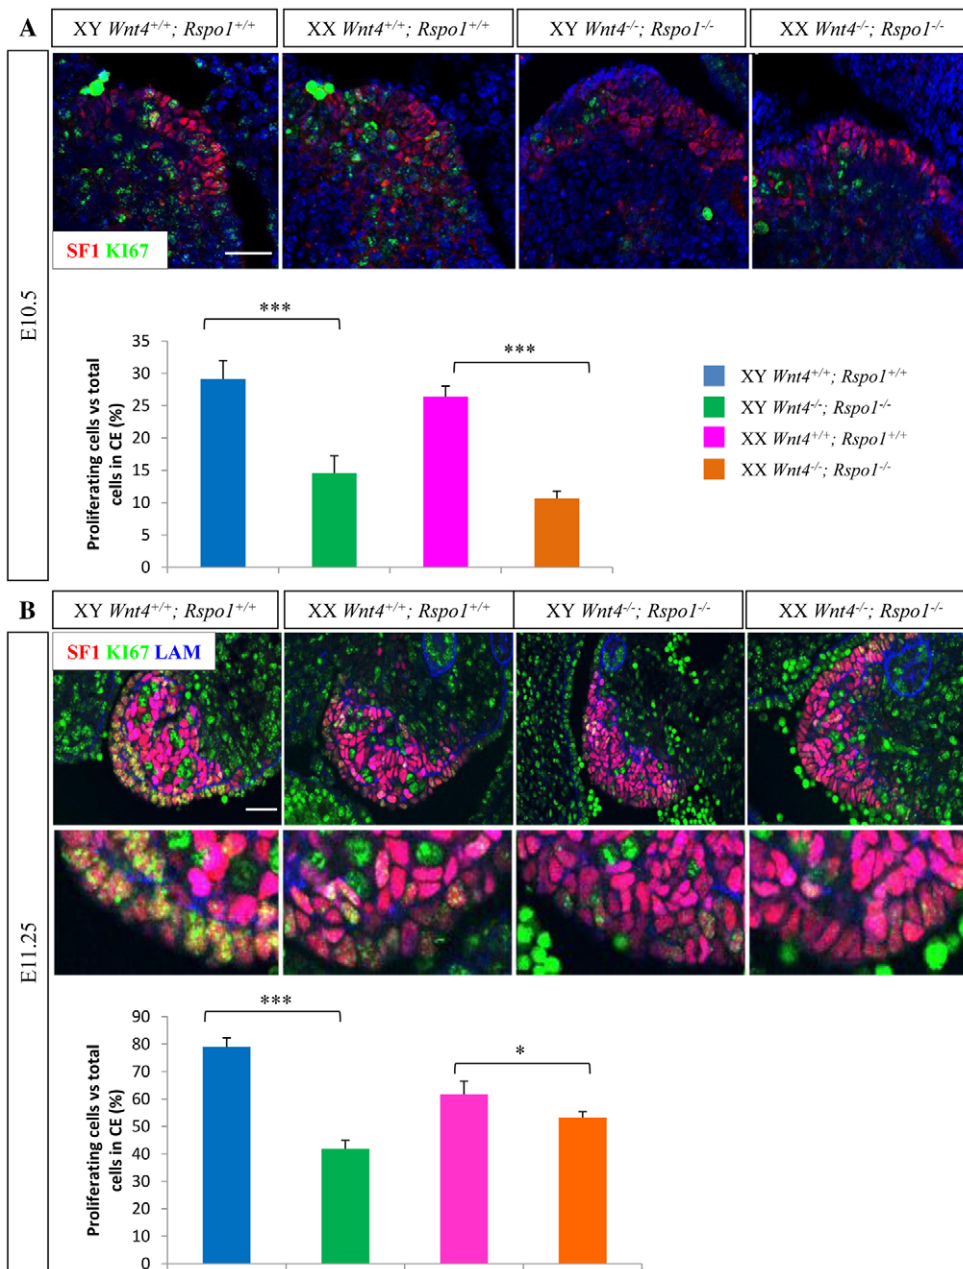 A
XY Wnt4+/+; Rspo1+/+
XX Wnt4+/+; Rspo1+/+
XY Wnt4-/-; Rspo1-/-
XX Wnt4-/-; Rspo1-/-
SF1 KI67
E10.5
***
***
Proliferating cells vs total
cells in CE (%)
35
30
25
20
15
10
5
0
XY Wnt4+/+; Rspo1+/+
XY Wnt4-/-; Rspo1-/-
XX Wnt4+/+; Rspo1+/+
XX Wnt4-/-; Rspo1-/-
B
XY Wnt4+/+; Rspo1+/+
XX Wnt4+/+; Rspo1+/+
XY Wnt4-/-; Rspo1-/-
XX Wnt4-/-; Rspo1-/-
SF1 KI67 LAM
E11.25
***
*
Proliferating cells vs total
cells in CE (%)
90
80
70
60
50
40
30
20
10
0